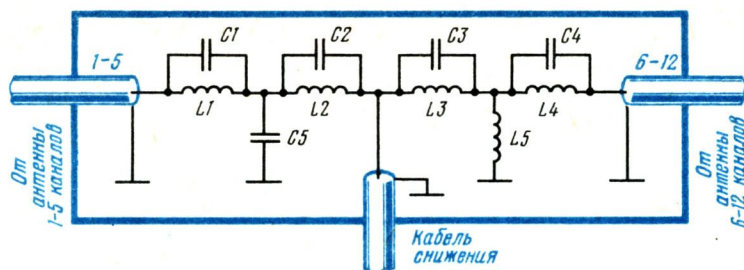 C1
C2
C3
C4
1-5
6-12
L1
L2
L3
L4
C5
L5
От
антенны
1-5 каналов
От
антенны
6-12 каналов
Кабель
снижения